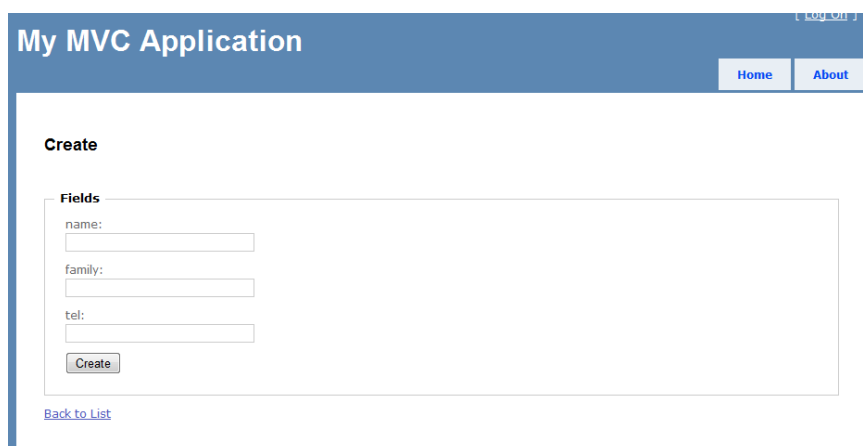 [ Log On ]
My MVC Application
Home About
Create
Fields
name:
family:
tel:
Create
Back to List